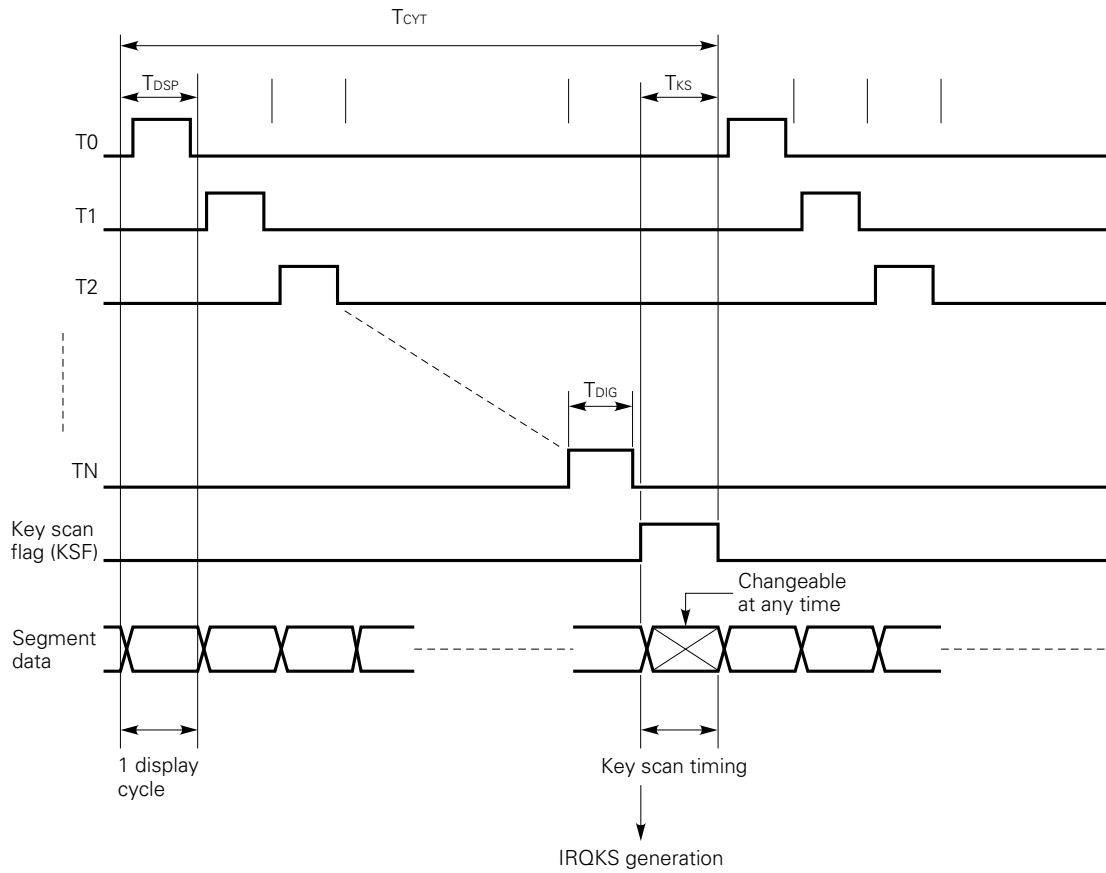 TCYT
TDSP
TKS
T0
T1
T2
TDIG
TN
Key scan
flag (KSF)
Changeable
at any time
Segment
data
1 display
cycle
Key scan timing
IRQKS generation